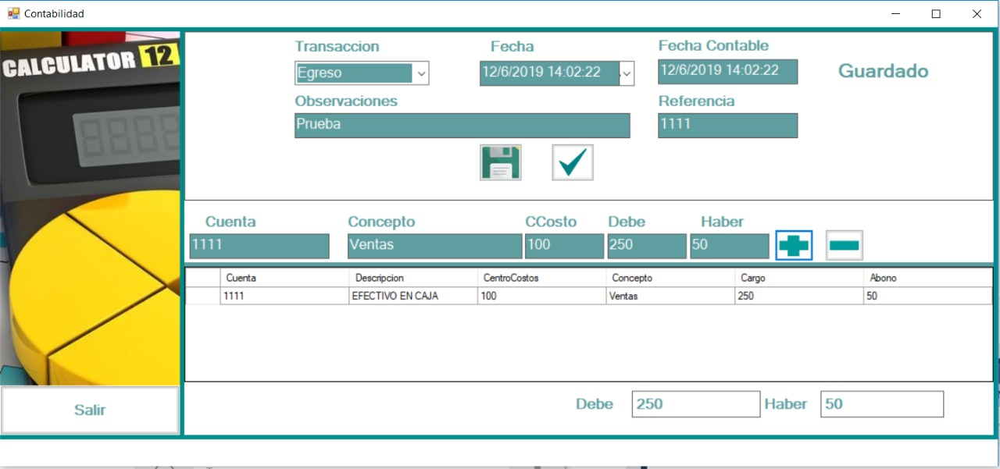 Contabilidad
CALCULATOR 12
Transaccion Fecha Fecha Contable
Egreso 12/6/2019 14:02:22 12/6/2019 14:02:22 Guardado
Observaciones Referencia
Prueba 1111
Cuenta Concepto CCosto Debe Haber
1111 Ventas 100 250 50
Cuenta Descripcion CentroCostos Concepto Cargo Abono
1111 EFECTIVO EN CAJA 100 Ventas 250 50
Salir
Debe 250 Haber 50